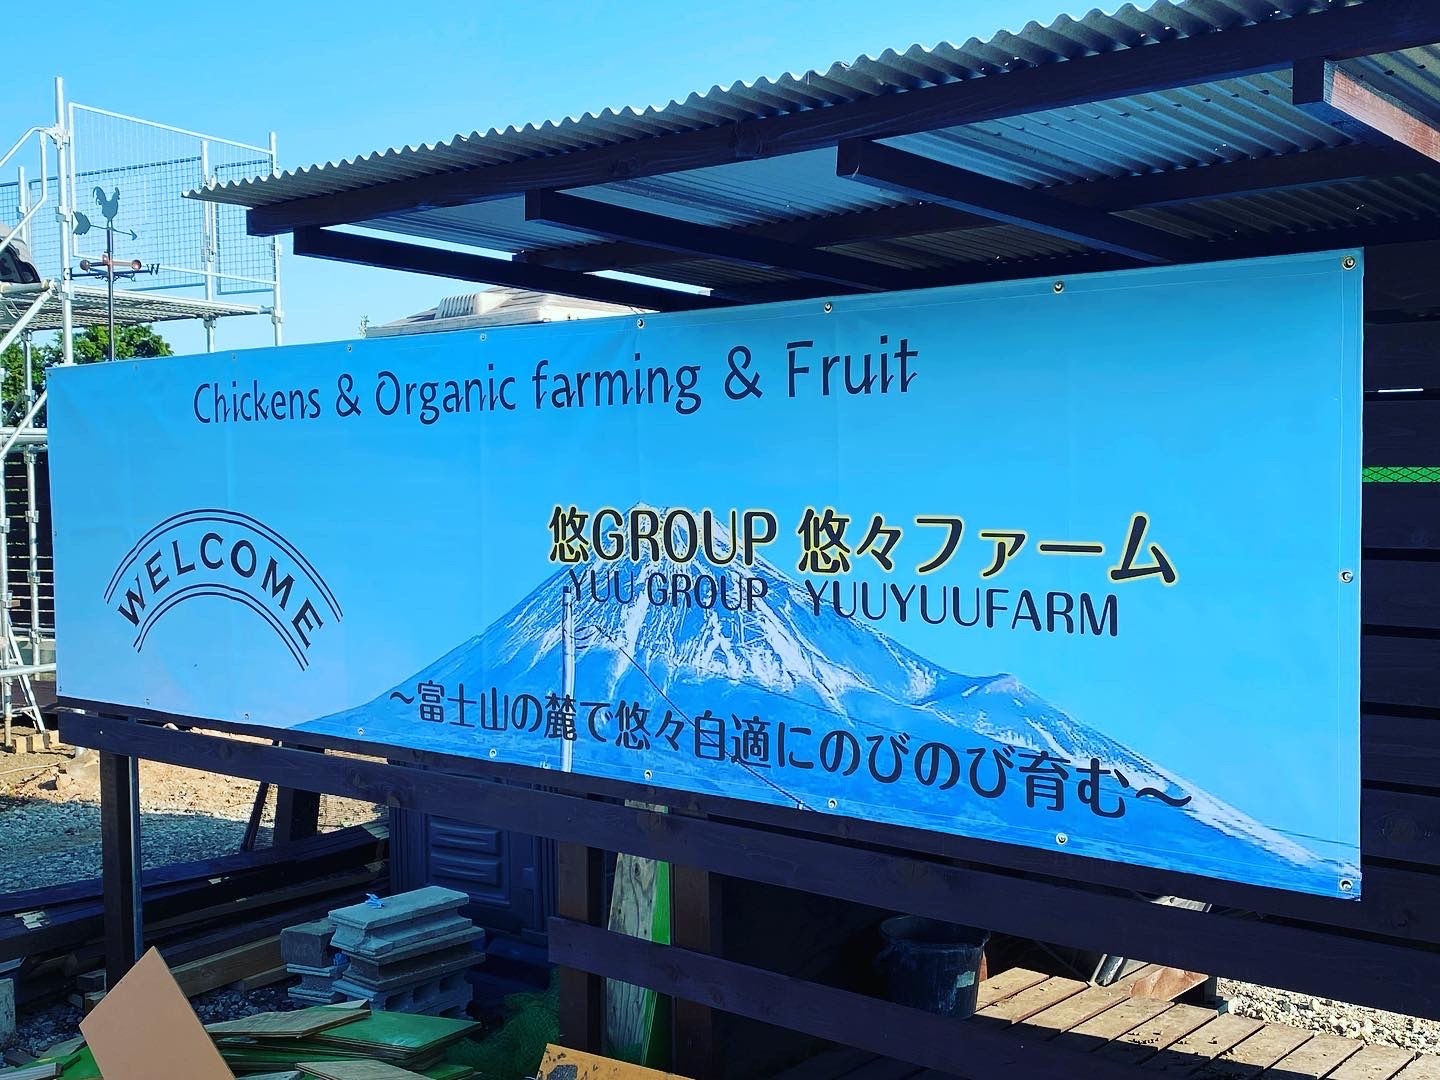 Chickens & Organic farming & Fruit
WELCOME
悠GROUP 悠々ファーム
YUU GROUP YUUYUUFARM
～富士山の麓で悠々自適にのびのび育む～
W